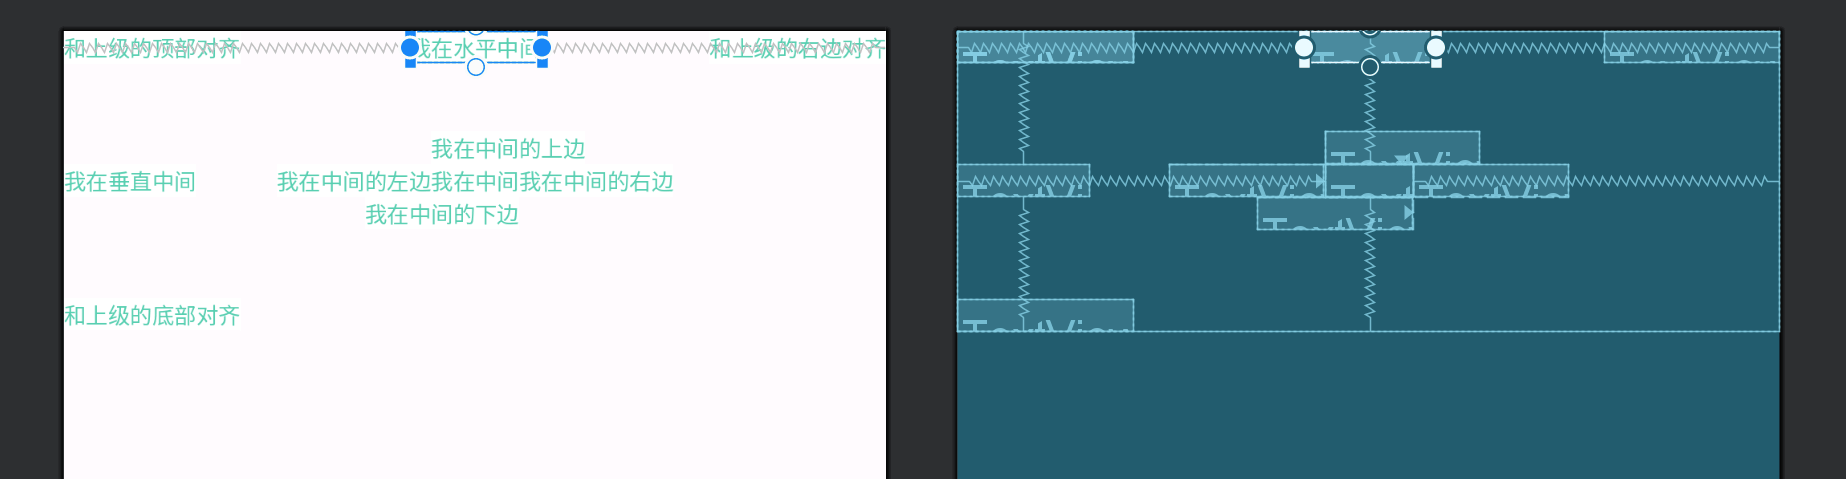 和上级的顶部对齐 我在水平中间 和上级的右边对齐
我在中间的上边
我在垂直中间 我在中间的左边我在中间我在中间的右边
我在中间的下边
和上级的底部对齐